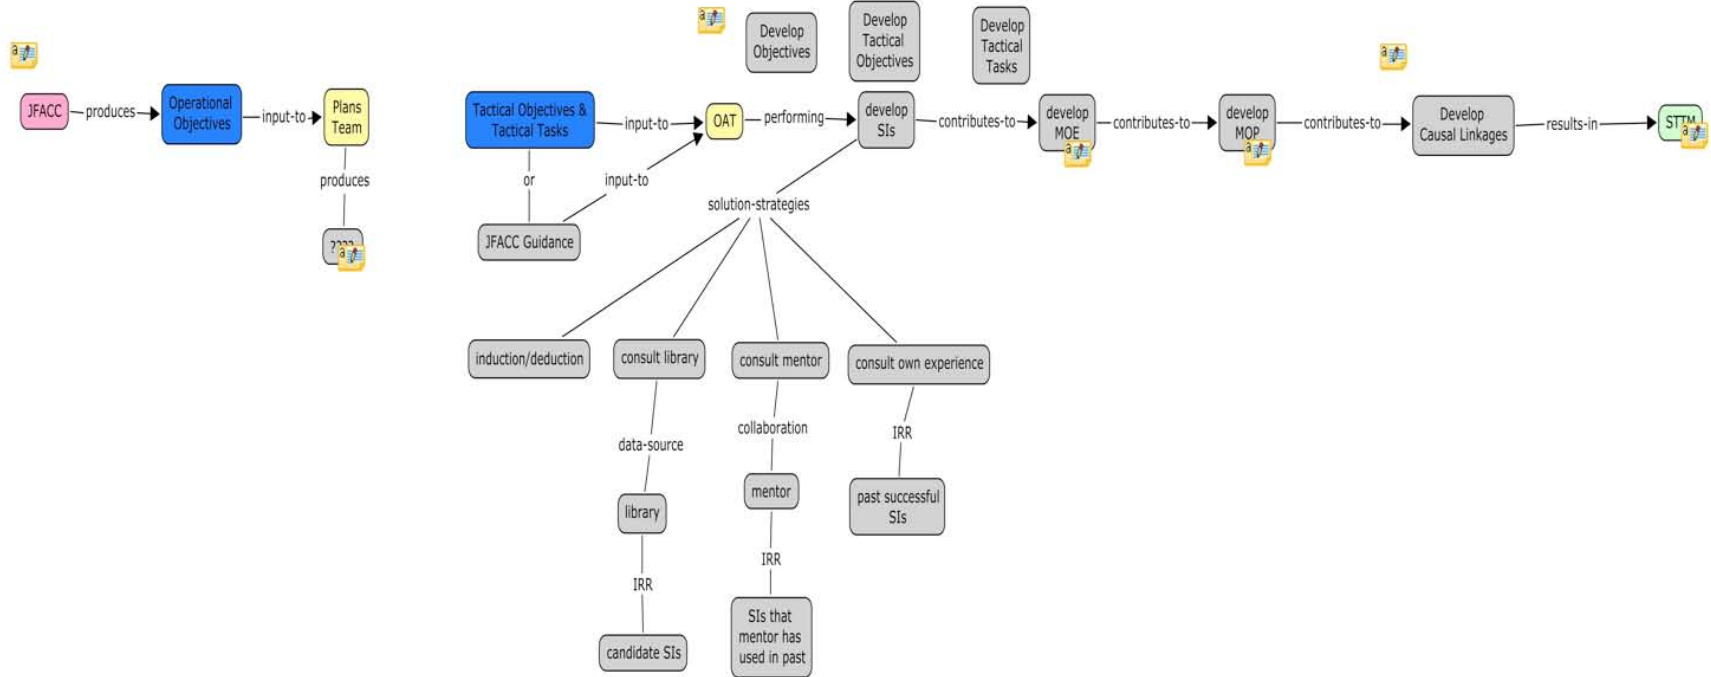 Develop
Objectives
Develop
Tactical
Objectives
Develop
Tactical
Tasks
JFACC
produces
Operational
Objectives
input-to
Plans
Team
produces
????
Tactical Objectives &
Tactical Tasks
input-to
OAT
performing
develop
SIs
contributes-to
develop
MOE
contributes-to
develop
MOP
contributes-to
Develop
Causal Linkages
results-in
STTM
or
input-to
JFACC Guidance
solution-strategies
induction/deduction
consult library
consult mentor
consult own experience
data-source
collaboration
IRR
library
mentor
past successful
SIs
IRR
IRR
candidate SIs
SIs that
mentor has
used in past